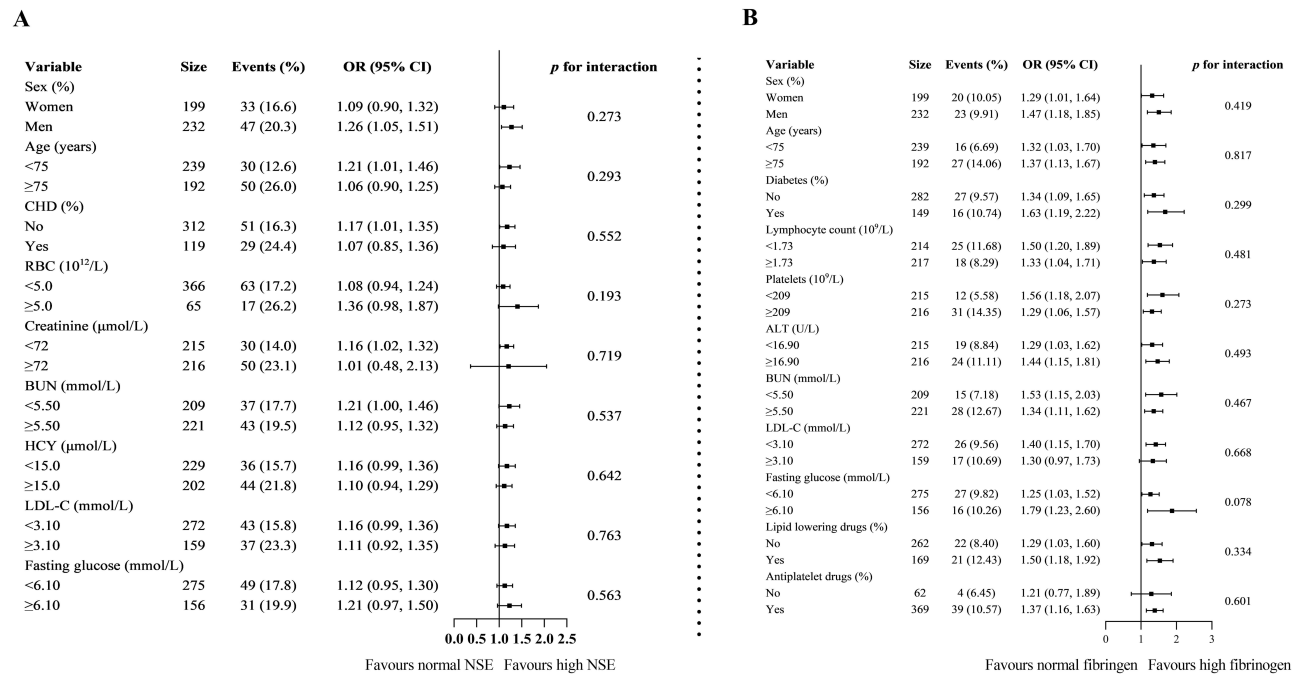 A
Variable Size Events (%) OR (95% CI) p for interaction
Sex (%)
Women 199 33 (16.6) 1.09 (0.90, 1.32)
0.273
Men 232 47 (20.3) 1.26 (1.05, 1.51)
Age (years)
<75 239 30 (12.6) 1.21 (1.01, 1.46)
0.293
≥75 192 50 (26.0) 1.06 (0.90, 1.25)
CHD (%)
No 312 51 (16.3) 1.17 (1.01, 1.35)
0.552
Yes 119 29 (24.4) 1.07 (0.85, 1.36)
RBC (10¹²/L)
<5.0 366 63 (17.2) 1.08 (0.94, 1.24)
0.193
≥5.0 65 17 (26.2) 1.36 (0.98, 1.87)
Creatinine (μmol/L)
<72 215 30 (14.0) 1.16 (1.02, 1.32)
0.719
≥72 216 50 (23.1) 1.01 (0.48, 2.13)
BUN (mmol/L)
<5.50 209 37 (17.7) 1.21 (1.00, 1.46)
0.537
≥5.50 221 43 (19.5) 1.12 (0.95, 1.32)
HCY (μmol/L)
<15.0 229 36 (15.7) 1.16 (0.99, 1.36)
0.642
≥15.0 202 44 (21.8) 1.10 (0.94, 1.29)
LDL-C (mmol/L)
<3.10 272 43 (15.8) 1.16 (0.99, 1.36)
0.763
≥3.10 159 37 (23.3) 1.11 (0.92, 1.35)
Fasting glucose (mmol/L)
<6.10 275 49 (17.8) 1.12 (0.95, 1.30)
0.563
≥6.10 156 31 (19.9) 1.21 (0.97, 1.50)
0.0 0.5 1.0 1.5 2.0 2.5
Favours normal NSE Favours high NSE
B
Variable Size Events (%) OR (95% CI) p for interaction
Sex (%)
Women 199 20 (10.05) 1.29 (1.01, 1.64)
0.419
Men 232 23 (9.91) 1.47 (1.18, 1.85)
Age (years)
<75 239 16 (6.69) 1.32 (1.03, 1.70)
0.817
≥75 192 27 (14.06) 1.37 (1.13, 1.67)
Diabetes (%)
No 282 27 (9.57) 1.34 (1.09, 1.65)
0.299
Yes 149 16 (10.74) 1.63 (1.19, 2.22)
Lymphocyte count (10⁹/L)
<1.73 214 25 (11.68) 1.50 (1.20, 1.89)
0.481
≥1.73 217 18 (8.29) 1.33 (1.04, 1.71)
Platelets (10⁹/L)
<209 215 12 (5.58) 1.56 (1.18, 2.07)
0.273
≥209 216 31 (14.35) 1.29 (1.06, 1.57)
ALT (U/L)
<16.90 215 19 (8.84) 1.29 (1.03, 1.62)
0.493
≥16.90 216 24 (11.11) 1.44 (1.15, 1.81)
BUN (mmol/L)
<5.50 209 15 (7.18) 1.53 (1.15, 2.03)
0.467
≥5.50 221 28 (12.67) 1.34 (1.11, 1.62)
LDL-C (mmol/L)
<3.10 272 26 (9.56) 1.40 (1.15, 1.70)
0.668
≥3.10 159 17 (10.69) 1.30 (0.97, 1.73)
Fasting glucose (mmol/L)
<6.10 275 27 (9.82) 1.25 (1.03, 1.52)
0.078
≥6.10 156 16 (10.26) 1.79 (1.23, 2.60)
Lipid lowering drugs (%)
No 262 22 (8.40) 1.29 (1.03, 1.60)
0.334
Yes 169 21 (12.43) 1.50 (1.18, 1.92)
Antiplatelet drugs (%)
No 62 4 (6.45) 1.21 (0.77, 1.89)
0.601
Yes 369 39 (10.57) 1.37 (1.16, 1.63)
0 1 2 3
Favours normal fibringen Favours high fibrinogen